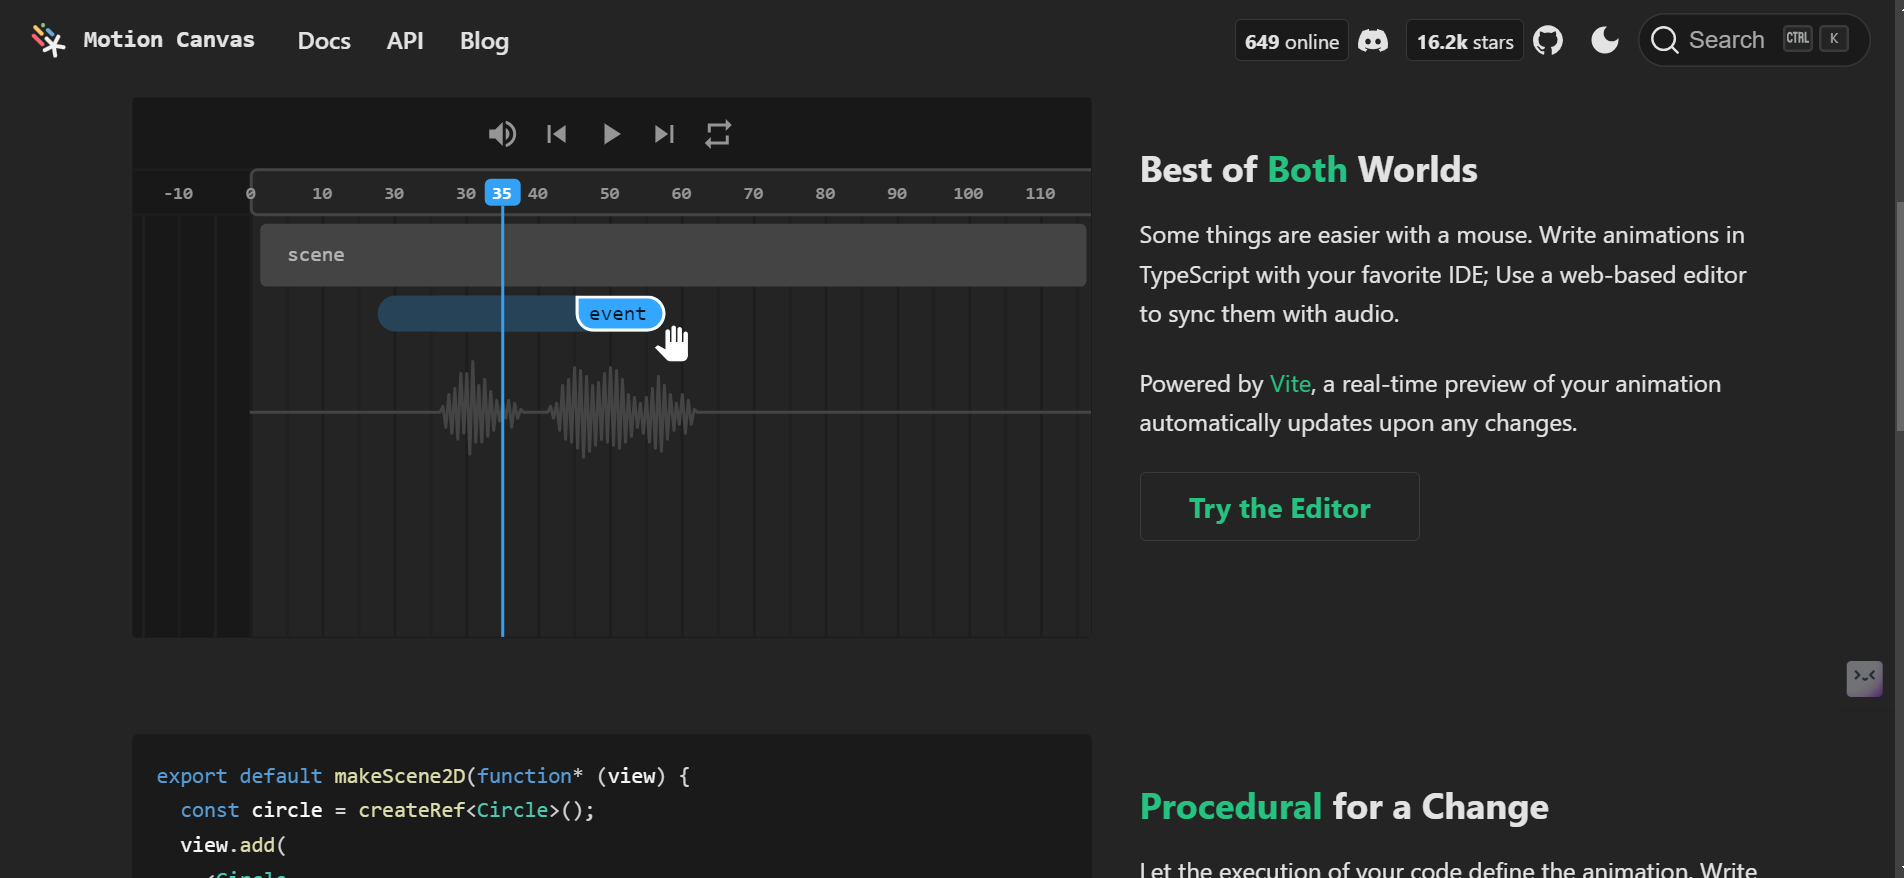 Motion Canvas Docs API Blog 649 online 16.2k stars Search CTRL K
-10 0 10 30 30 35 40 50 60 70 80 90 100 110
scene
event
Best of Both Worlds
Some things are easier with a mouse. Write animations in
TypeScript with your favorite IDE; Use a web-based editor
to sync them with audio.
Powered by Vite, a real-time preview of your animation
automatically updates upon any changes.
Try the Editor
export default makeScene2D(function* (view) {
const circle = createRef<Circle>();
view.add(
<Circle
Procedural for a Change
Let the execution of your code define the animation. Write